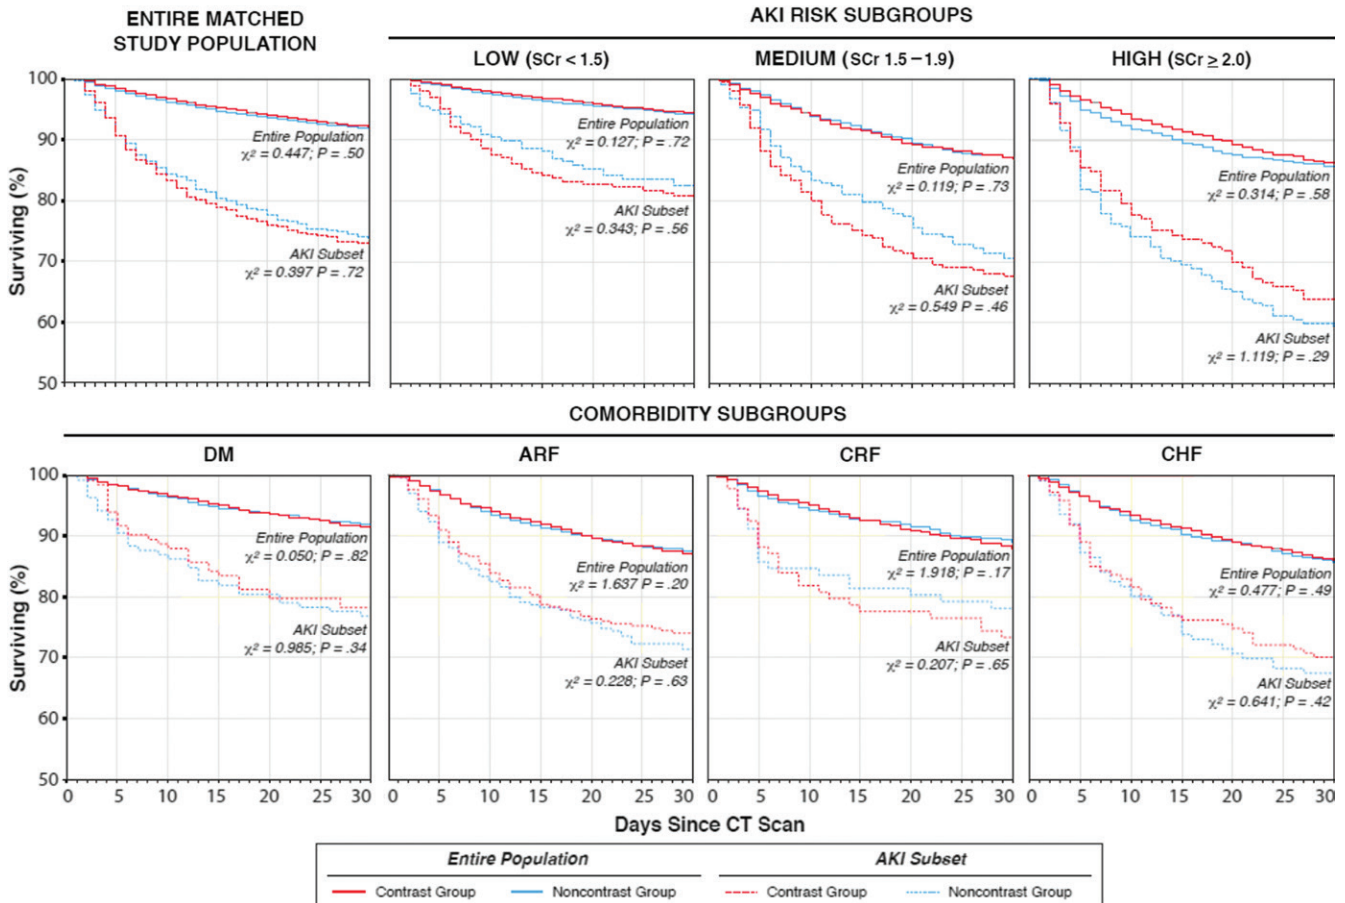 ENTIRE MATCHED
STUDY POPULATION
AKI RISK SUBGROUPS
LOW (SCr < 1.5)
MEDIUM (SCr 1.5 – 1.9)
HIGH (SCr ≥ 2.0)
Surviving (%)
100
90
80
70
60
50
Entire Population
χ² = 0.447; P = .50
AKI Subset
χ² = 0.397 P = .72
Entire Population
χ² = 0.127; P = .72
AKI Subset
χ² = 0.343; P = .56
Entire Population
χ² = 0.119; P = .73
AKI Subset
χ² = 0.549 P = .46
Entire Population
χ² = 0.314; P = .58
AKI Subset
χ² = 1.119; P = .29
COMORBIDITY SUBGROUPS
DM
ARF
CRF
CHF
Surviving (%)
100
90
80
70
60
50
Entire Population
χ² = 0.050; P = .82
AKI Subset
χ² = 0.985; P = .34
Entire Population
χ² = 1.637 P = .20
AKI Subset
χ² = 0.228; P = .63
Entire Population
χ² = 1.918; P = .17
AKI Subset
χ² = 0.207; P = .65
Entire Population
χ² = 0.477; P = .49
AKI Subset
χ² = 0.641; P = .42
0 5 10 15 20 25 30
0 5 10 15 20 25 30
0 5 10 15 20 25 30
0 5 10 15 20 25 30
Days Since CT Scan
Entire Population
AKI Subset
Contrast Group
Noncontrast Group
Contrast Group
Noncontrast Group